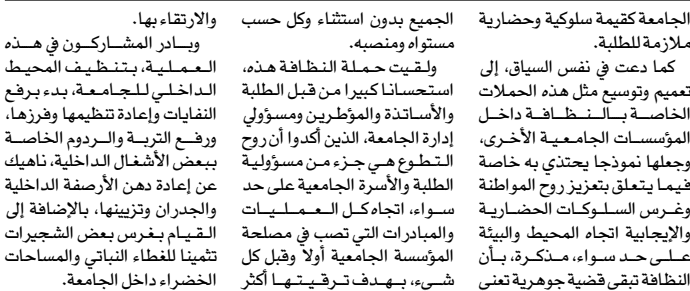 الجامعة كقيمة سلوكية وحضارية
ملازمة للطلبة.
كما دعت في نفس السياق، إلى
تعميم وتوسيع مثل هذه الحملات
الخاصة بالنظافة داخل
المؤسسات الجامعية الأخرى،
وجعلها نموذجا يحتذي به خاصة
فيما يتعلق بتعزيز روح المواطنة
وغرس السلوكات الحضارية
والإيجابية اتجاه المحيط والبيئة
على حد سواء، مذكرة، بأن
النظافة تبقى قضية جوهرية تعنى
الجميع بدون استثناء وكل حسب
مستواه ومنصبه.
ولقيت حملة النظافة هذه،
استحسانا كبيرا من قبل الطلبة
والأساتذة والمؤطرين ومسؤولي
إدارة الجامعة، الذين أكدوا أن روح
التطوع هي جزء من مسؤولية
الطلبة والأسرة الجامعية على حد
سواء، اتجاه كل العمليات
والمبادرات التي تصب في مصلحة
المؤسسة الجامعية أولا وقبل كل
شيء، بهدف ترقيتها أكثر
والارتقاء بها.
وبادر المشاركون في هذه
العملية، بتنظيف المحيط
الداخلي للجامعة، بدء برفع
النفايات وإعادة تنظيمها وفرزها،
ورفع التربة والردوم الخاصة
ببعض الأشغال الداخلية، ناهيك
عن إعادة دهن الأرصفة الداخلية
والجدران وتزيينها، بالإضافة إلى
القيام بغرس بعض الشجيرات
تثمينا للغطاء النباتي والمساحات
الخضراء داخل الجامعة.